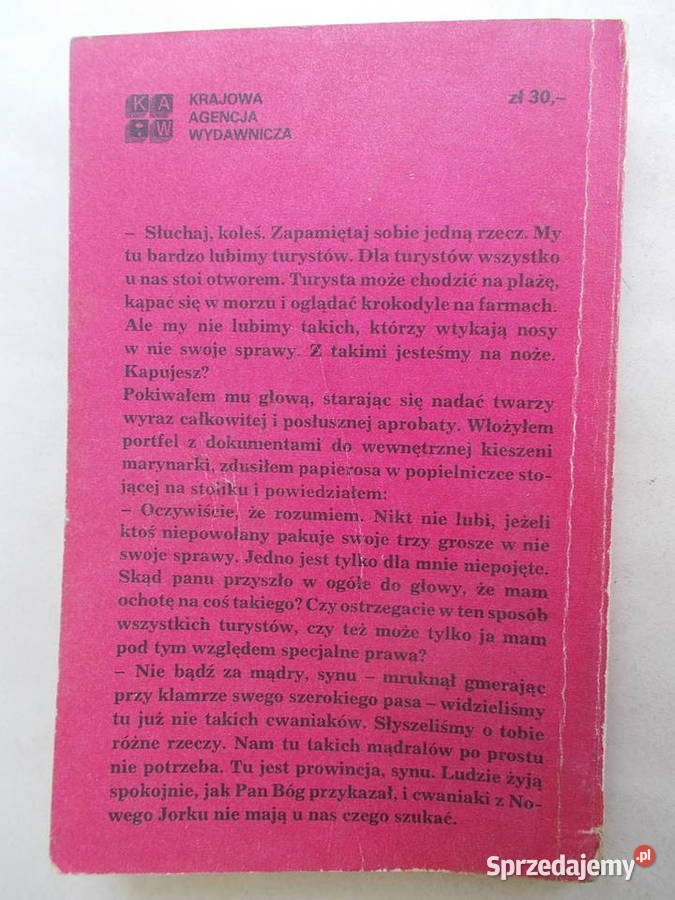 KA
W
KRAJOWA
AGENCJA
WYDAWNICZA
zł 30,–
– Słuchaj, koleś. Zapamiętaj sobie jedną rzecz. My
tu bardzo lubimy turystów. Dla turystów wszystko
u nas stoi otworem. Turysta może chodzić na plażę,
kąpać się w morzu i oglądać krokodyle na farmach.
Ale my nie lubimy takich, którzy wtykają nosy
w nie swoje sprawy. Z takimi jesteśmy na noże.
Kapujesz?
Pokiwałem mu głową, starając się nadać twarzy
wyraz całkowitej i posłusznej aprobaty. Włożyłem
portfel z dokumentami do wewnętrznej kieszeni
marynarki, zdusiłem papierosa w popielniczce sto-
jącej na stoliku i powiedziałem:
– Oczywiście, że rozumiem. Nikt nie lubi, jeżeli
ktoś niepowołany pakuje swoje trzy grosze w nie
swoje sprawy. Jedno jest tylko dla mnie niepojęte.
Skąd panu przyszło w ogóle do głowy, że mam
ochotę na coś takiego? Czy ostrzegacie w ten sposób
wszystkich turystów, czy też może tylko ja mam
pod tym względem specjalne prawa?
– Nie bądź za mądry, synu – mruknął gmerając
przy klamrze swego szerokiego pasa – widzieliśmy
tu już nie takich cwaniaków. Słyszeliśmy o tobie
różne rzeczy. Nam tu takich mądralów po prostu
nie potrzeba. Tu jest prowincja, synu. Ludzie żyją
spokojnie, jak Pan Bóg przykazał, i cwaniaki z No-
wego Jorku nie mają u nas czego szukać.
Sprzedajemy.pl